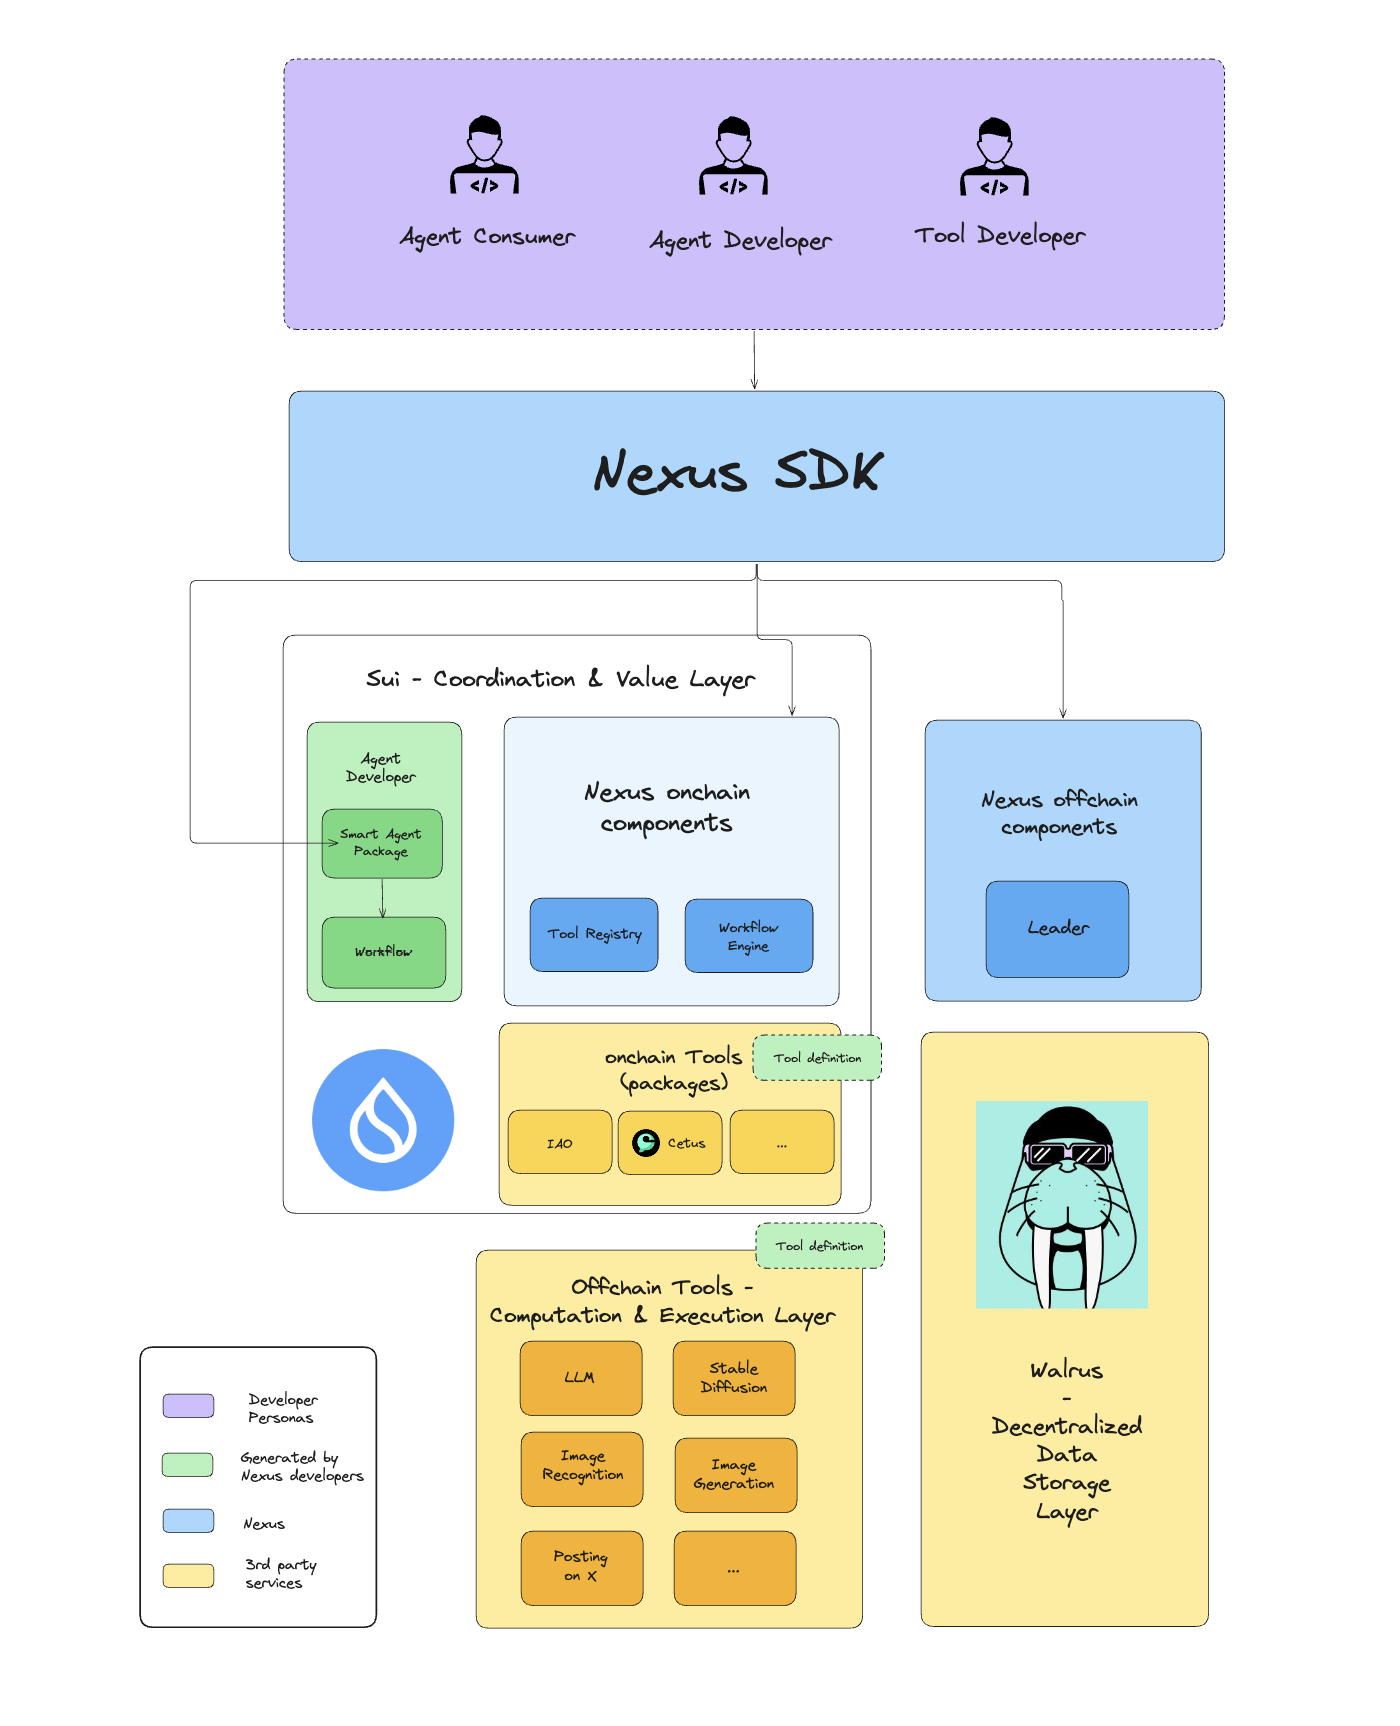 </>
</>
</>
Agent Consumer
Agent Developer
Tool Developer
Nexus SDK
Sui - Coordination & Value Layer
Agent
Developer
Smart Agent
Package
Workflow
Nexus onchain
components
Tool Registry
Workflow
Engine
Nexus offchain
components
Leader
onchain Tools
(packages)
Tool definition
IAO
Cetus
...
Tool definition
Offchain Tools -
Computation & Execution Layer
LLM
Stable
Diffusion
Image
Recognition
Image
Generation
Posting
on X
...
Walrus
-
Decentralized
Data
Storage
Layer
Developer
Personas
Generated by
Nexus developers
Nexus
3rd party
services